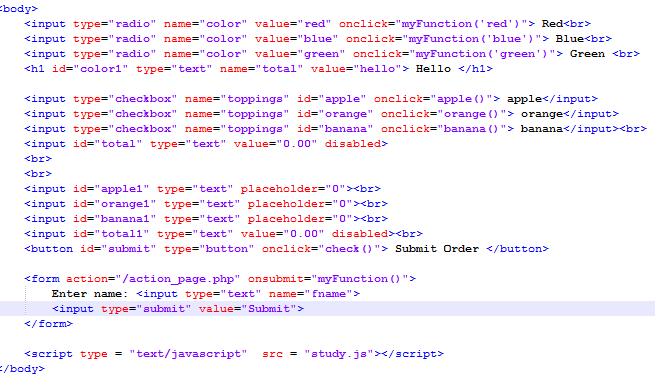 <body>
<input type="radio" name="color" value="red" onclick="myFunction('red')"> Red<br>
<input type="radio" name="color" value="blue" onclick="myFunction('blue')"> Blue<br>
<input type="radio" name="color" value="green" onclick="myFunction('green')"> Green <br>
<h1 id="color1" type="text" name="total" value="hello"> Hello </h1>
<input type="checkbox" name="toppings" id="apple" onclick="apple()"> apple</input>
<input type="checkbox" name="toppings" id="orange" onclick="orange()"> orange</input>
<input type="checkbox" name="toppings" id="banana" onclick="banana()"> banana</input><br>
<input id="total" type="text" value="0.00" disabled>
<br>
<br>
<input id="apple1" type="text" placeholder="0"><br>
<input id="orange1" type="text" placeholder="0"><br>
<input id="banana1" type="text" placeholder="0"><br>
<input id="total1" type="text" value="0.00" disabled><br>
<button id="submit" type="button" onclick="check()"> Submit Order </button>
<form action="/action_page.php" onsubmit="myFunction()">
Enter name: <input type="text" name="fname">
<input type="submit" value="Submit">
</form>
<script type = "text/javascript"  src = "study.js"></script>
</body>